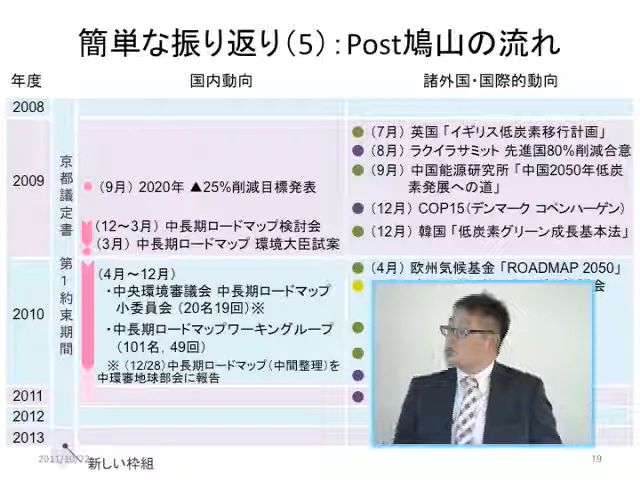 簡単な振り返り(5):Post鳩山の流れ
年度 国内動向 諸外国・国際的動向
2008
2009
2010
2011
2012
2013
京都議定書 第1約束期間
(9月) 2020年 ▲25%削減目標発表
(12~3月) 中長期ロードマップ検討会
(3月) 中長期ロードマップ 環境大臣試案
(4月~12月)
・中央環境審議会 中長期ロードマップ
小委員会 (20名19回)※
・中長期ロードマップワーキンググループ
(101名, 49回)
※ (12/28)中長期ロードマップ(中間整理)を
中環審地球部会に報告
(7月) 英国 「イギリス低炭素移行計画」
(8月) ラクイラサミット 先進国80%削減合意
(9月) 中国能源研究所 「中国2050年低炭
素発展への道」
(12月) COP15(デンマーク コペンハーゲン)
(12月) 韓国 「低炭素グリーン成長基本法」
(4月) 欧州気候基金 「ROADMAP 2050」
会
2011/10/22
新しい枠組
19